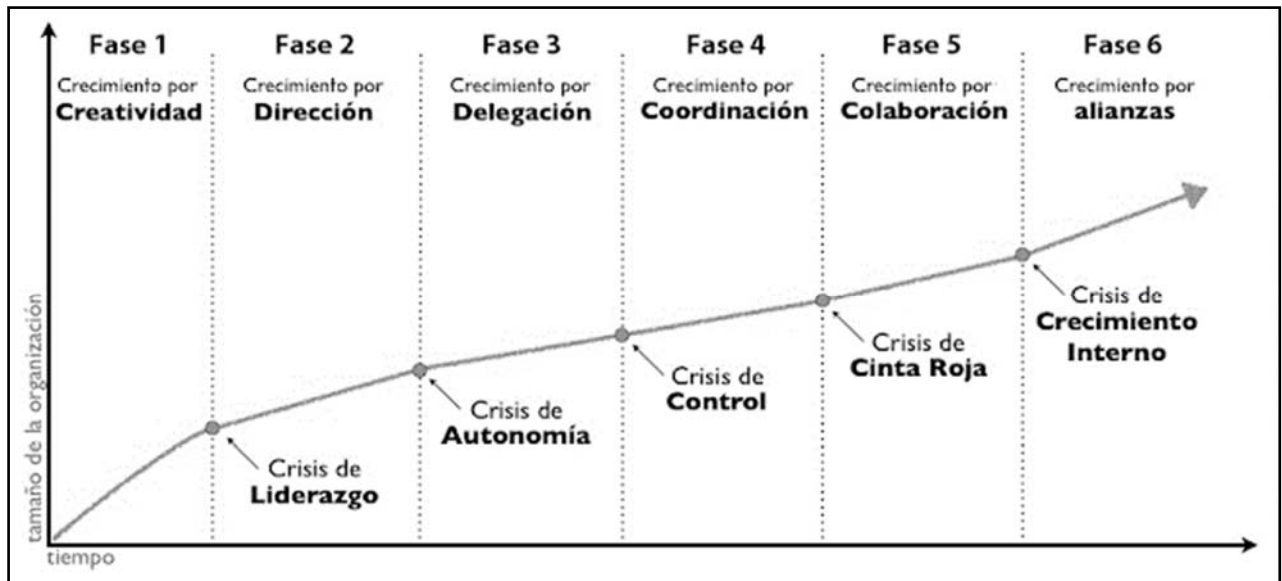 Fase 1
Crecimiento por
Creatividad
Fase 2
Crecimiento por
Dirección
Fase 3
Crecimiento por
Delegación
Fase 4
Crecimiento por
Coordinación
Fase 5
Crecimiento por
Colaboración
Fase 6
Crecimiento por
alianzas
Crisis de
Liderazgo
Crisis de
Autonomía
Crisis de
Control
Crisis de
Cinta Roja
Crisis de
Crecimiento
Interno
tamaño de la organización
tiempo